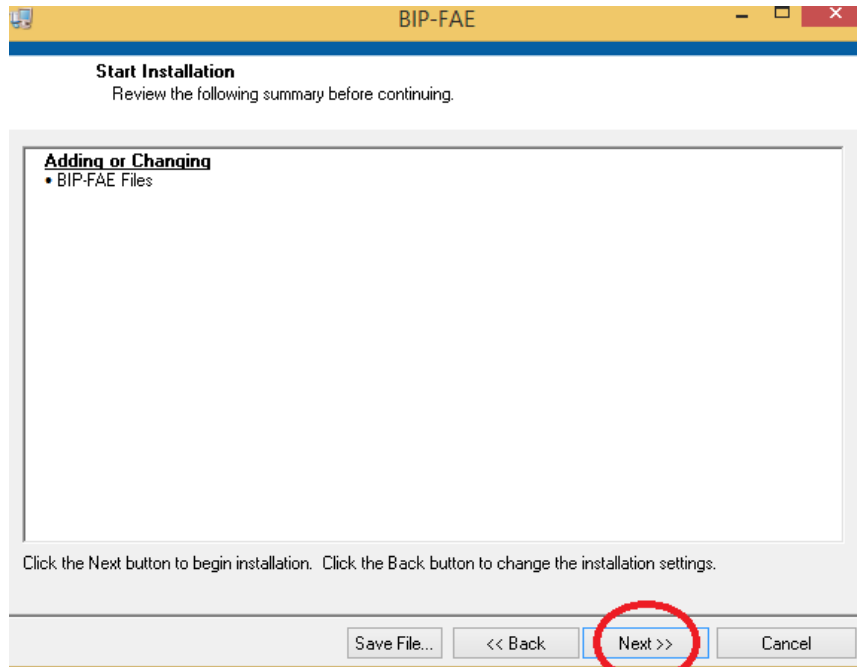 BIP-FAE
Start Installation
Review the following summary before continuing.
Adding or Changing
• BIP-FAE Files
Click the Next button to begin installation.  Click the Back button to change the installation settings.
Save File... << Back Next >> Cancel